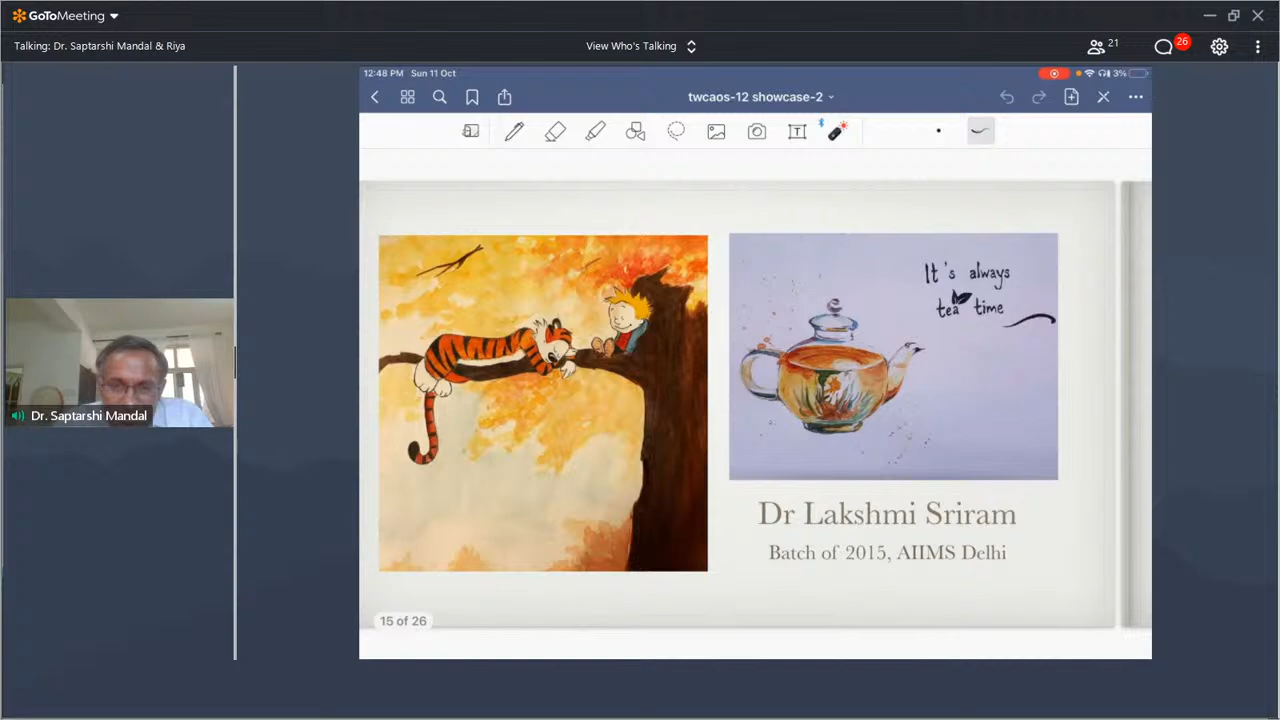 GoToMeeting
Talking: Dr. Saptarshi Mandal & Riya
View Who's Talking
21
26
12:48 PM Sun 11 Oct
3%
twcaos-12 showcase-2
T
It's always
tea time
Dr. Saptarshi Mandal
Dr Lakshmi Sriram
Batch of 2015, AIIMS Delhi
15 of 26